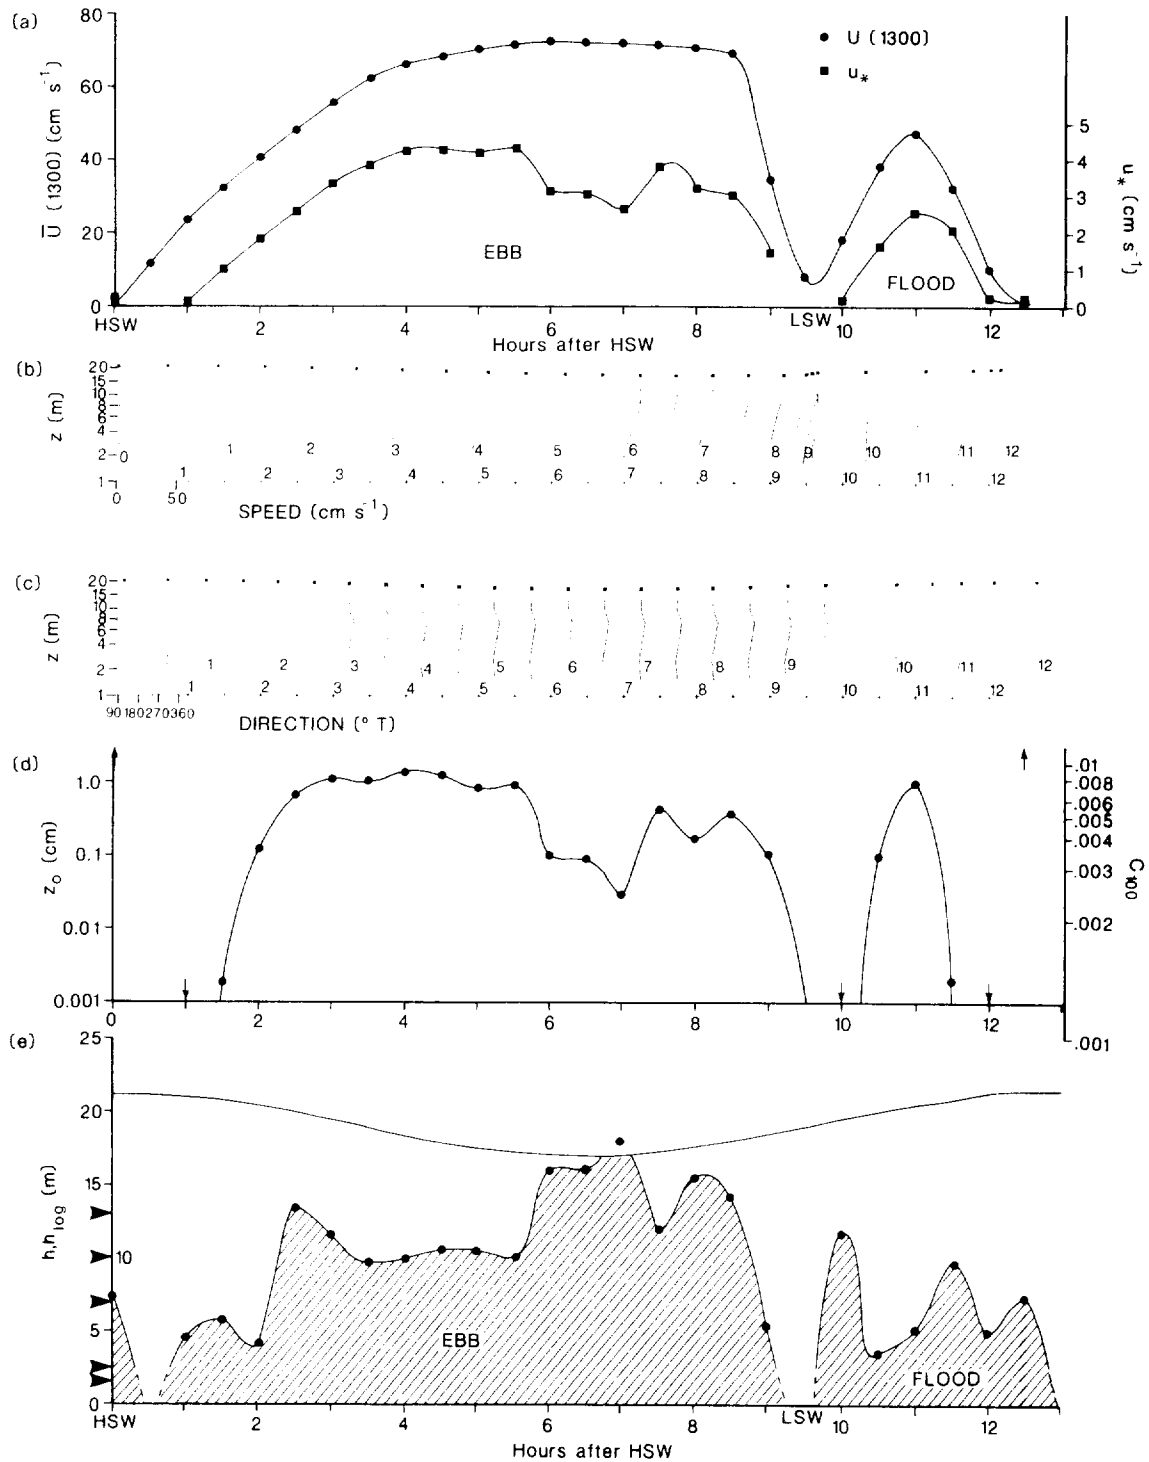 (a)
80
60
40
20
0
U̅ (1300) (cm s⁻¹)
● U (1300)
■ u*
5
4
3
2
1
0
u* (cm s⁻¹)
EBB
FLOOD
HSW 2 4 6 8 LSW 10 12
Hours after HSW
(b)
20
15
10
8
6
4
2
1
z (m)
0 1 2 3 4 5 6 7 8 9 10 11 12
1 2 3 4 5 6 7 8 9 10 11 12
0 50
SPEED (cm s⁻¹)
(c)
20
15
10
8
6
4
2
1
z (m)
1 2 3 4 5 6 7 8 9 10 11 12
1 2 3 4 5 6 7 8 9 10 11 12
90 180 270 360
DIRECTION (° T)
(d)
1.0
0.1
0.01
0.001
z₀ (cm)
.01
.008
.006
.005
.004
.003
.002
.001
C₁₀₀
0 2 4 6 8 10 12
(e)
25
20
15
10
5
0
h,h_log (m)
EBB
FLOOD
HSW 2 4 6 8 LSW 10 12
Hours after HSW